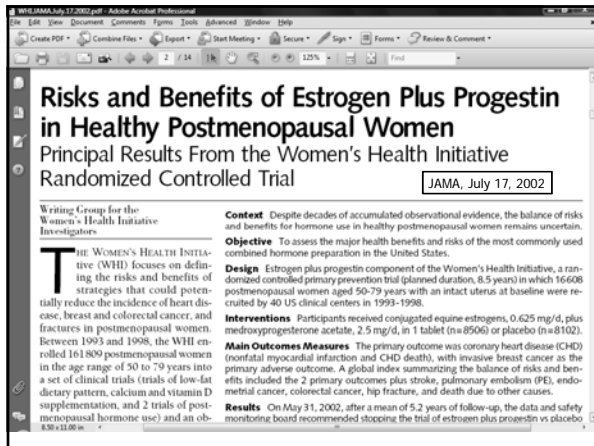 WHI,JAMA,July.17,2002.pdf - Adobe Acrobat Professional
File Edit View Document Comments Forms Tools Advanced Window Help
Create PDF Combine Files Export Start Meeting Secure Sign Forms Review & Comment
2 / 14 125% Find
Risks and Benefits of Estrogen Plus Progestin
in Healthy Postmenopausal Women
Principal Results From the Women's Health Initiative
Randomized Controlled Trial
JAMA, July 17, 2002
Writing Group for the
Women's Health Initiative
Investigators
THE WOMEN'S HEALTH INITIA-
tive (WHI) focuses on defin-
ing the risks and benefits of
strategies that could poten-
tially reduce the incidence of heart dis-
ease, breast and colorectal cancer, and
fractures in postmenopausal women.
Between 1993 and 1998, the WHI en-
rolled 161 809 postmenopausal women
in the age range of 50 to 79 years into
a set of clinical trials (trials of low-fat
dietary pattern, calcium and vitamin D
supplementation, and 2 trials of post-
menopausal hormone use) and an ob-
Context Despite decades of accumulated observational evidence, the balance of risks
and benefits for hormone use in healthy postmenopausal women remains uncertain.
Objective To assess the major health benefits and risks of the most commonly used
combined hormone preparation in the United States.
Design Estrogen plus progestin component of the Women's Health Initiative, a ran-
domized controlled primary prevention trial (planned duration, 8.5 years) in which 16608
postmenopausal women aged 50-79 years with an intact uterus at baseline were re-
cruited by 40 US clinical centers in 1993-1998.
Interventions Participants received conjugated equine estrogens, 0.625 mg/d, plus
medroxyprogesterone acetate, 2.5 mg/d, in 1 tablet (n=8506) or placebo (n=8102).
Main Outcomes Measures The primary outcome was coronary heart disease (CHD)
(nonfatal myocardial infarction and CHD death), with invasive breast cancer as the
primary adverse outcome. A global index summarizing the balance of risks and ben-
efits included the 2 primary outcomes plus stroke, pulmonary embolism (PE), endo-
metrial cancer, colorectal cancer, hip fracture, and death due to other causes.
Results On May 31, 2002, after a mean of 5.2 years of follow-up, the data and safety
monitoring board recommended stopping the trial of estrogen plus progestin vs placebo
8.50 x 11.00 in